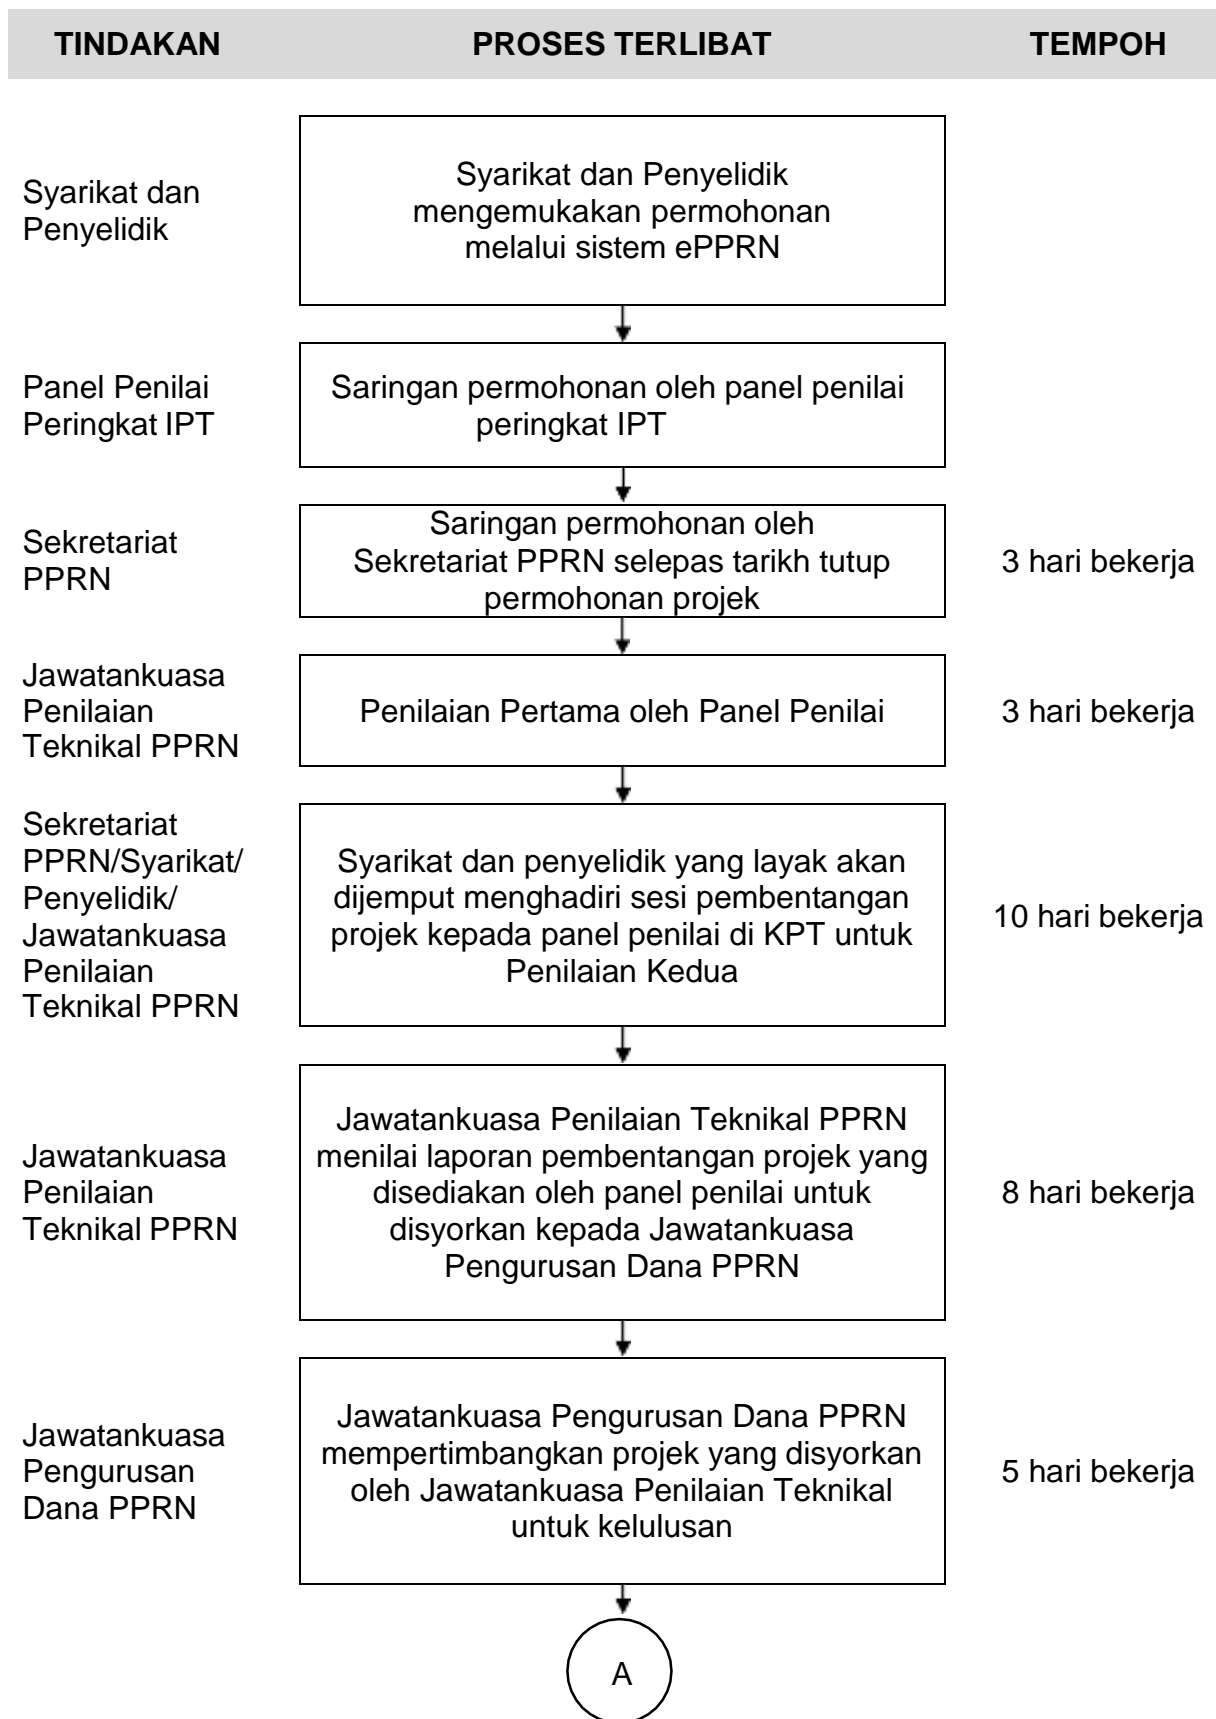 TINDAKAN PROSES TERLIBAT TEMPOH
Syarikat dan
Penyelidik
Syarikat dan Penyelidik
mengemukakan permohonan
melalui sistem ePPRN
Panel Penilai
Peringkat IPT
Saringan permohonan oleh panel penilai
peringkat IPT
Sekretariat
PPRN
Saringan permohonan oleh
Sekretariat PPRN selepas tarikh tutup
permohonan projek
3 hari bekerja
Jawatankuasa
Penilaian
Teknikal PPRN
Penilaian Pertama oleh Panel Penilai
3 hari bekerja
Sekretariat
PPRN/Syarikat/
Penyelidik/
Jawatankuasa
Penilaian
Teknikal PPRN
Syarikat dan penyelidik yang layak akan
dijemput menghadiri sesi pembentangan
projek kepada panel penilai di KPT untuk
Penilaian Kedua
10 hari bekerja
Jawatankuasa
Penilaian
Teknikal PPRN
Jawatankuasa Penilaian Teknikal PPRN
menilai laporan pembentangan projek yang
disediakan oleh panel penilai untuk
disyorkan kepada Jawatankuasa
Pengurusan Dana PPRN
8 hari bekerja
Jawatankuasa
Pengurusan
Dana PPRN
Jawatankuasa Pengurusan Dana PPRN
mempertimbangkan projek yang disyorkan
oleh Jawatankuasa Penilaian Teknikal
untuk kelulusan
5 hari bekerja
A